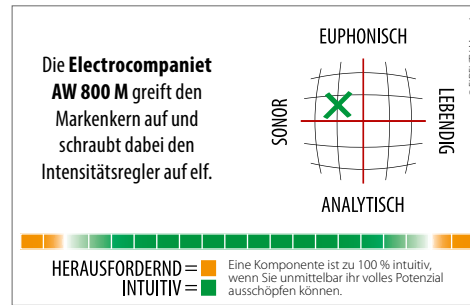 Die Electrocompaniet
AW 800 M greift den
Markenkern auf und
schraubt dabei den
Intensitätsregler auf elf.
EUPHONISCH
SONOR
LEBENDIG
ANALYTISCH
HERAUSFORDERND =
INTUITIV =
Eine Komponente ist zu 100 % intuitiv,
wenn Sie unmittelbar ihr volles Potenzial
ausschöpfen können.